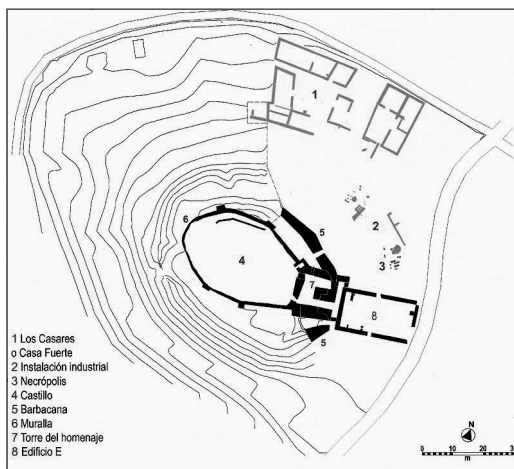 1
2
3
6
5
4
7
8
5
1 Los Casares
o Casa Fuerte
2 Instalación industrial
3 Necrópolis
4 Castillo
5 Barbacana
6 Muralla
7 Torre del homenaje
8 Edificio E
N
0 10 20
m